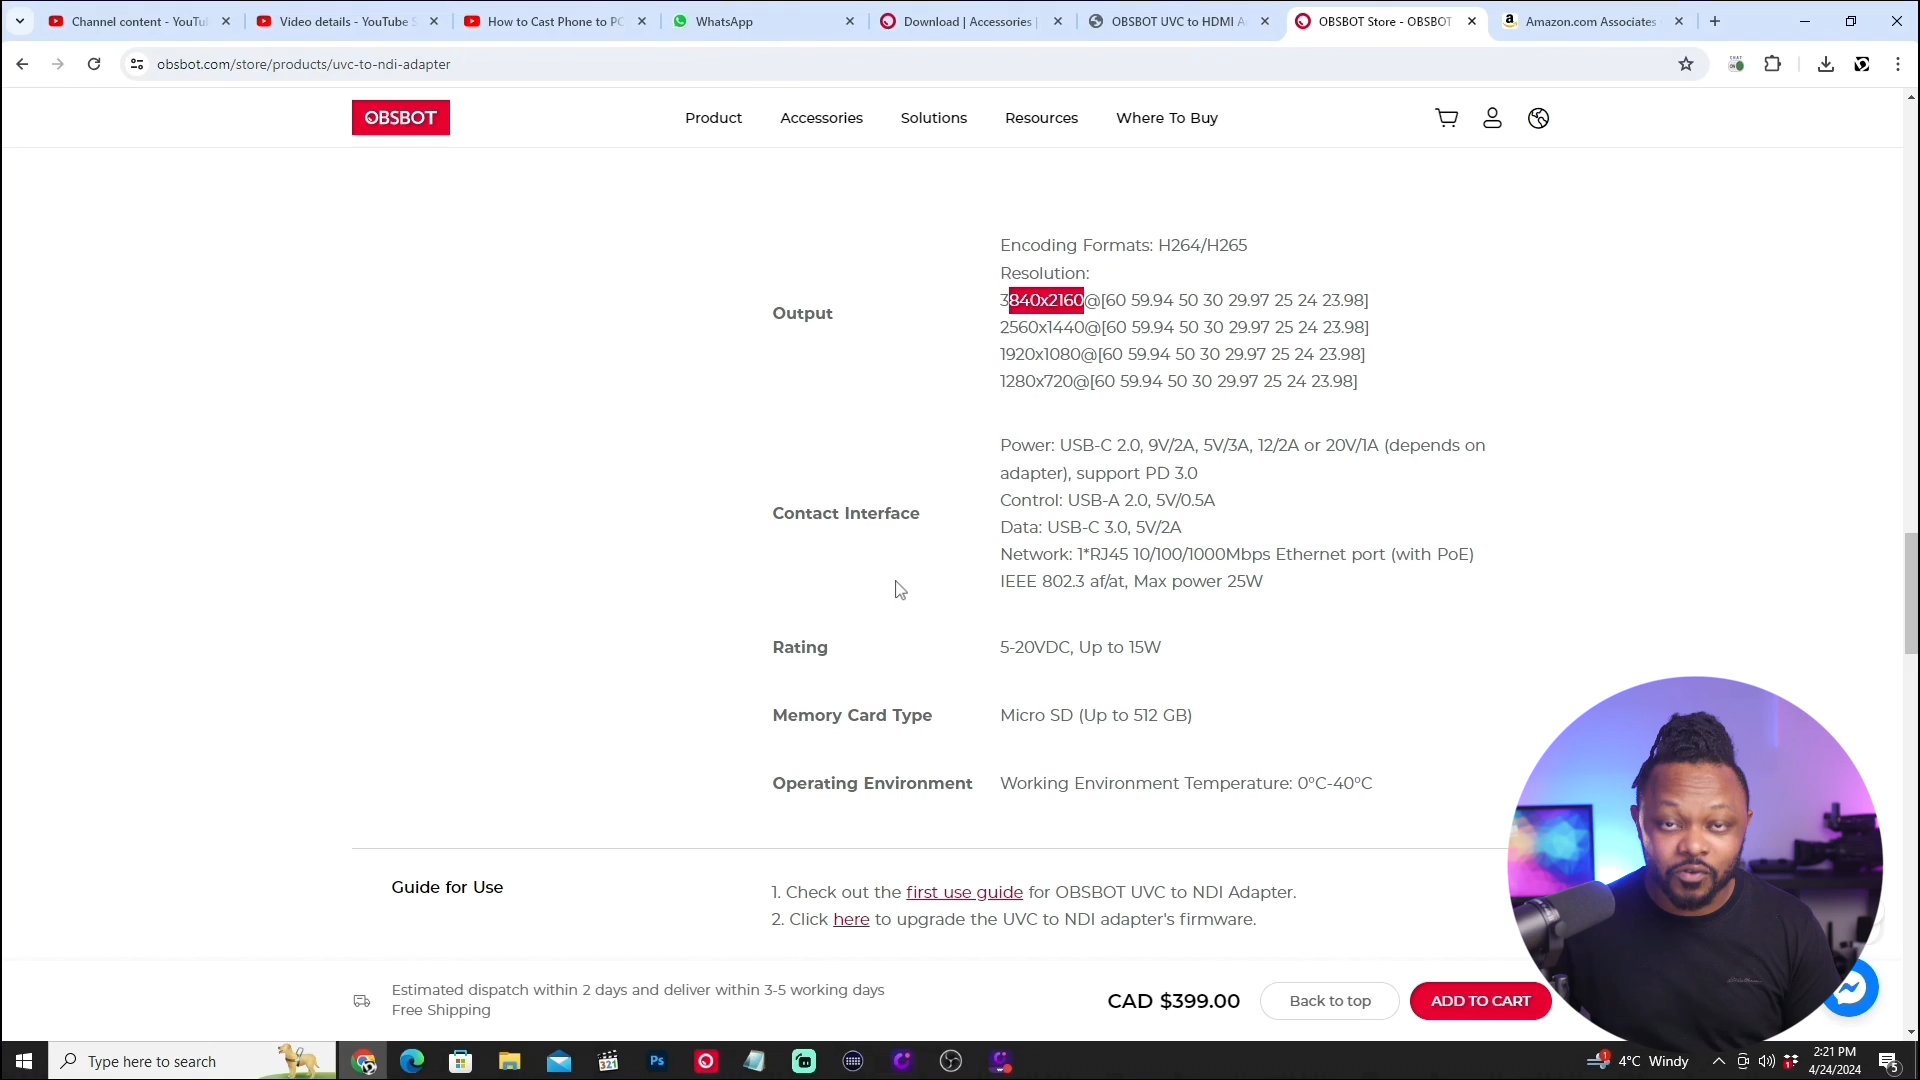 Channel content - YouTu
Video details - YouTube S
How to Cast Phone to PC
WhatsApp
Download | Accessories |
OBSBOT UVC to HDMI A
OBSBOT Store - OBSBOT
Amazon.com Associates
obsbot.com/store/products/uvc-to-ndi-adapter
OBSBOT
Product
Accessories
Solutions
Resources
Where To Buy
Output
Encoding Formats: H264/H265
Resolution:
3840x2160@[60 59.94 50 30 29.97 25 24 23.98]
2560x1440@[60 59.94 50 30 29.97 25 24 23.98]
1920x1080@[60 59.94 50 30 29.97 25 24 23.98]
1280x720@[60 59.94 50 30 29.97 25 24 23.98]
Contact Interface
Power: USB-C 2.0, 9V/2A, 5V/3A, 12/2A or 20V/1A (depends on
adapter), support PD 3.0
Control: USB-A 2.0, 5V/0.5A
Data: USB-C 3.0, 5V/2A
Network: 1*RJ45 10/100/1000Mbps Ethernet port (with PoE)
IEEE 802.3 af/at, Max power 25W
Rating
5-20VDC, Up to 15W
Memory Card Type
Micro SD (Up to 512 GB)
Operating Environment
Working Environment Temperature: 0°C-40°C
Guide for Use
1. Check out the first use guide for OBSBOT UVC to NDI Adapter.
2. Click here to upgrade the UVC to NDI adapter's firmware.
Estimated dispatch within 2 days and deliver within 3-5 working days
Free Shipping
CAD $399.00
Back to top
ADD TO CART
Type here to search
321
Ps
1
4°C Windy
1
2:21 PM
4/24/2024
5